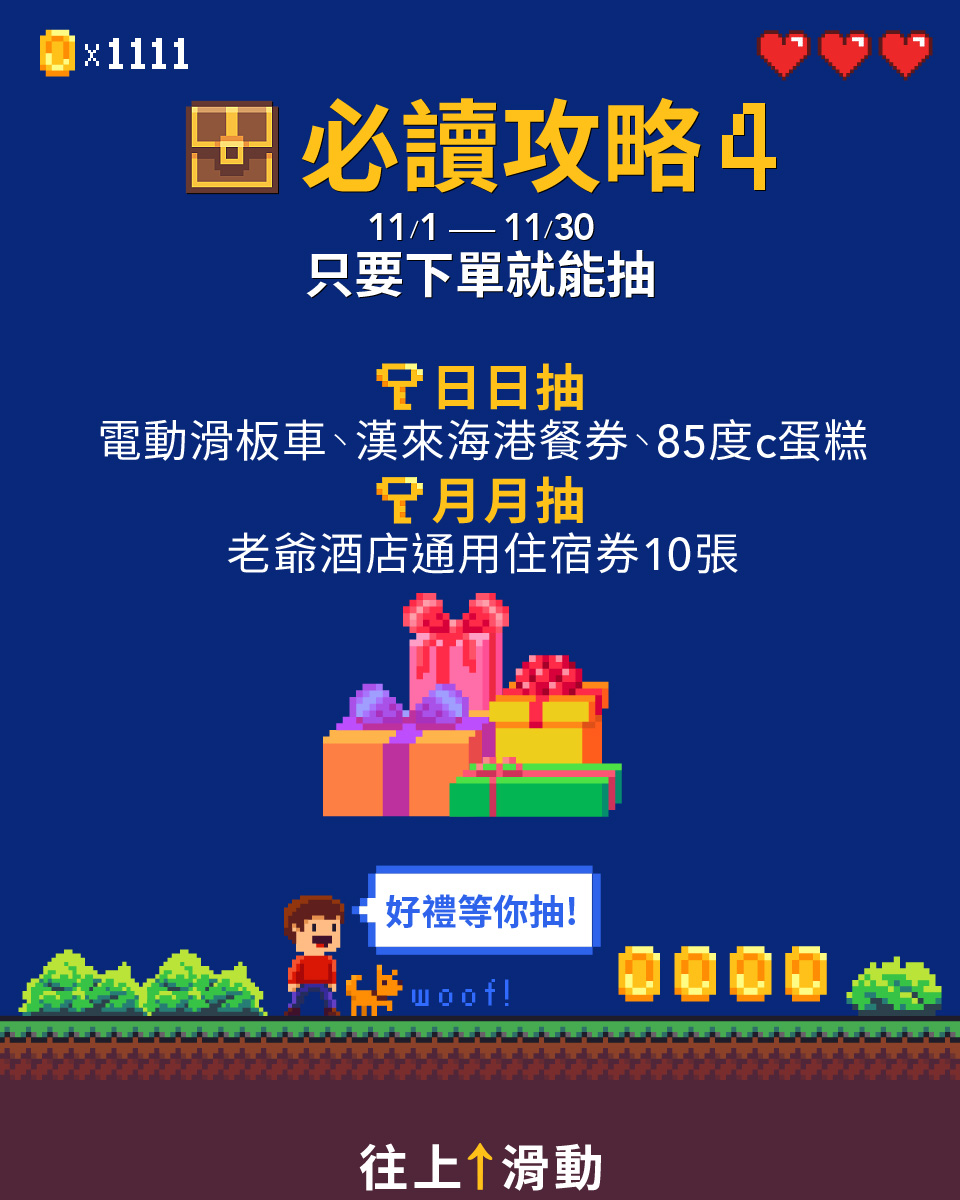 x1111
必讀攻略4
11/1 — 11/30
只要下單就能抽
日日抽
電動滑板車、漢來海港餐券、85度c蛋糕
月月抽
老爺酒店通用住宿券10張
好禮等你抽!
woof!
往上↑滑動